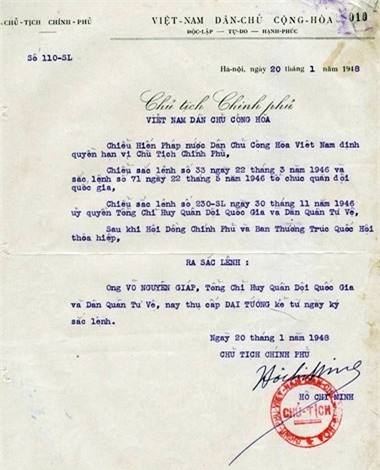 CHỦ-TỊCH CHÍNH-PHỦ
VIỆT-NAM DÂN-CHỦ CỘNG-HÒA
010
ĐỘC-LẬP — TỰ-DO — HẠNH-PHÚC
Số 110-SL
Hà-nội, ngày 20 tháng 1 năm 1948
Chủ tịch Chính phủ
VIỆT NAM DÂN CHỦ CỘNG HÒA
Chiếu Hiến Pháp nước Dân Chủ Cộng Hòa Việt Nam định
quyền hạn vị Chủ Tịch Chính Phủ,
Chiếu sắc lệnh số 33 ngày 22 tháng 3 năm 1946 và
sắc lệnh số 71 ngày 22 tháng 5 năm 1946 tổ chức quân đội
quốc gia,
Chiếu sắc lệnh số 230-SL ngày 30 tháng 11 năm 1946
ủy quyền Tổng Chỉ Huy Quân Đội Quốc Gia và Dân Quân Tự Vệ,
Sau khi Hội Đồng Chính Phủ và Ban Thường Trực Quốc Hội
thỏa hiệp,
RA SẮC LỆNH :
Ông VÕ NGUYÊN GIÁP, Tổng Chỉ Huy Quân Đội Quốc Gia
và Dân Quân Tự Vệ, nay thụ cấp ĐẠI TƯỚNG kể từ ngày ký
sắc lệnh.
Ngày 20 tháng 1 năm 1948
CHỦ TỊCH CHÍNH PHỦ
HỒ CHÍ MINH
CHỦ-TỊCH